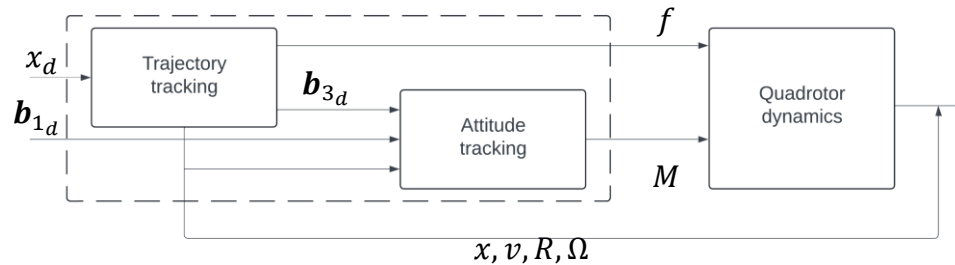 f
x_d
Trajectory
tracking
b_{3_d}
b_{1_d}
Attitude
tracking
Quadrotor
dynamics
M
x, v, R, Ω